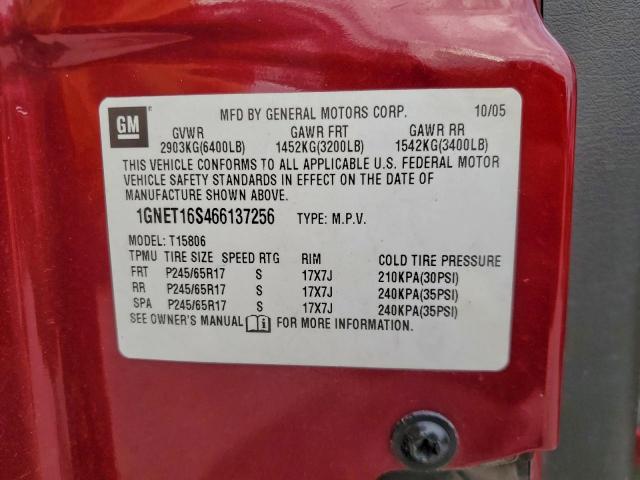 GM® MFD BY GENERAL MOTORS CORP. 10/05
GVWR GAWR FRT GAWR RR
2903KG(6400LB) 1452KG(3200LB) 1542KG(3400LB)
THIS VEHICLE CONFORMS TO ALL APPLICABLE U.S. FEDERAL MOTOR
VEHICLE SAFETY STANDARDS IN EFFECT ON THE DATE OF
MANUFACTURE SHOWN ABOVE.
1GNET16S466137256 TYPE: M.P.V.
MODEL: T15806
TPMU TIRE SIZE SPEED RTG RIM COLD TIRE PRESSURE
FRT P245/65R17 S 17X7J 210KPA(30PSI)
RR P245/65R17 S 17X7J 240KPA(35PSI)
SPA P245/65R17 S 17X7J 240KPA(35PSI)
SEE OWNER'S MANUAL i FOR MORE INFORMATION.